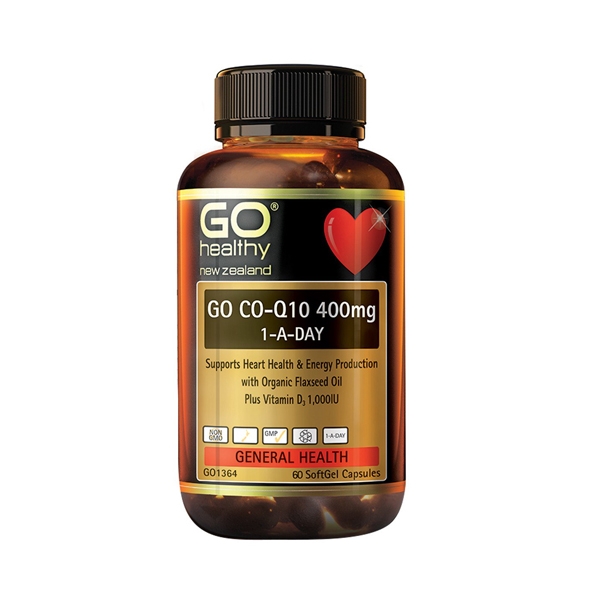 GO®
healthy
new zealand
GO CO-Q10 400mg
1-A-DAY
Supports Heart Health & Energy Production
with Organic Flaxseed Oil
Plus Vitamin D₃ 1,000IU
NON GMO GMP 1-A-DAY
GENERAL HEALTH
GO1364 60 SoftGel Capsules